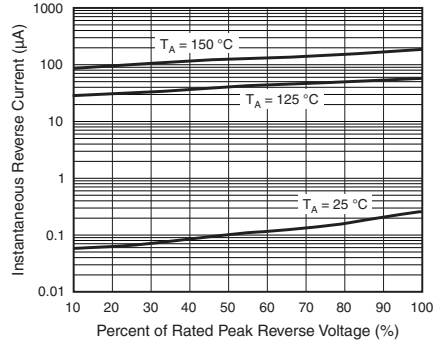 Instantaneous Reverse Current (μA)
1000
100
10
1
0.1
0.01
T_A = 150 °C
T_A = 125 °C
T_A = 25 °C
10 20 30 40 50 60 70 80 90 100
Percent of Rated Peak Reverse Voltage (%)